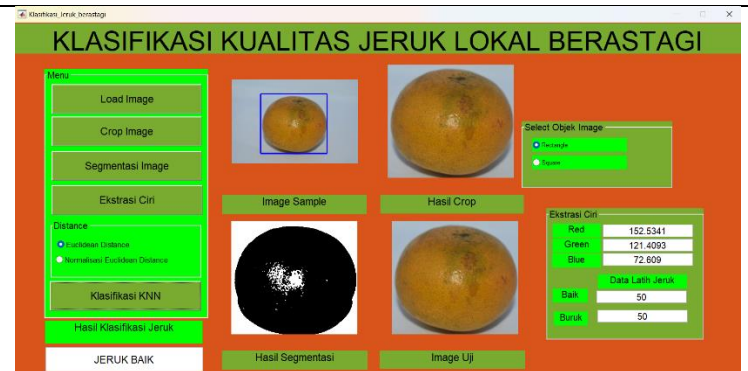 Klasifikasi_Jeruk_berastagi
KLASIFIKASI KUALITAS JERUK LOKAL BERASTAGI
Menu
Load Image
Crop Image
Segmentasi Image
Ekstrasi Ciri
Distance
Euclidean Distance
Normalisasi Euclidean Distance
Klasifikasi KNN
Hasil Klasifikasi Jeruk
JERUK BAIK
Image Sample
Hasil Crop
Hasil Segmentasi
Image Uji
Select Objek Image
Rectangle
Square
Ekstrasi Ciri
Red 152.5341
Green 121.4093
Blue 72.609
Data Latih Jeruk
Baik 50
Buruk 50